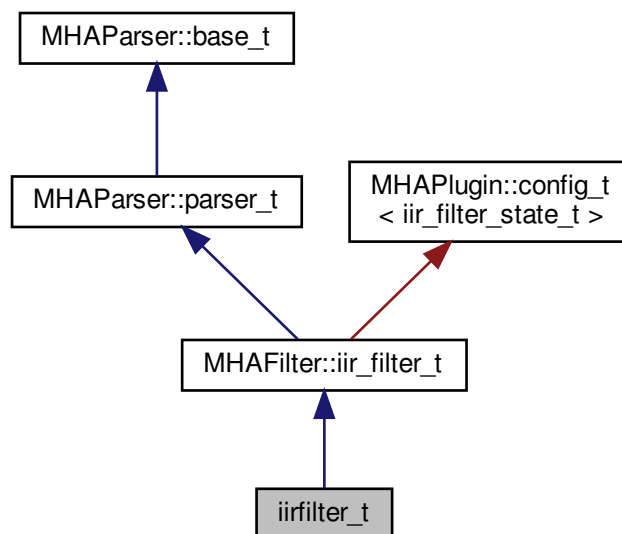 MHAParser::base_t
MHAParser::parser_t
MHAPlugin::config_t
< iir_filter_state_t >
MHAFilter::iir_filter_t
iirfilter_t